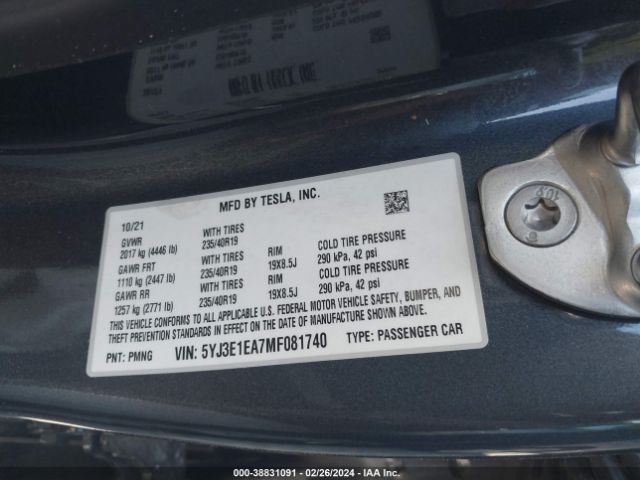 MFD BY TESLA, INC.
10/21
GVWR WITH TIRES
2017 kg (4446 lb) 235/40R19 RIM COLD TIRE PRESSURE
GAWR FRT WITH TIRES 19X8.5J 290 kPa, 42 psi
1110 kg (2447 lb) 235/40R19 RIM COLD TIRE PRESSURE
GAWR RR WITH TIRES 19X8.5J 290 kPa, 42 psi
1257 kg (2771 lb) 235/40R19
THIS VEHICLE CONFORMS TO ALL APPLICABLE U.S. FEDERAL MOTOR VEHICLE SAFETY, BUMPER, AND
THEFT PREVENTION STANDARDS IN EFFECT ON THE DATE OF MANUFACTURE SHOWN ABOVE.
PNT: PMNG VIN: 5YJ3E1EA7MF081740 TYPE: PASSENGER CAR
000-38831091 - 02/26/2024 - IAA Inc.